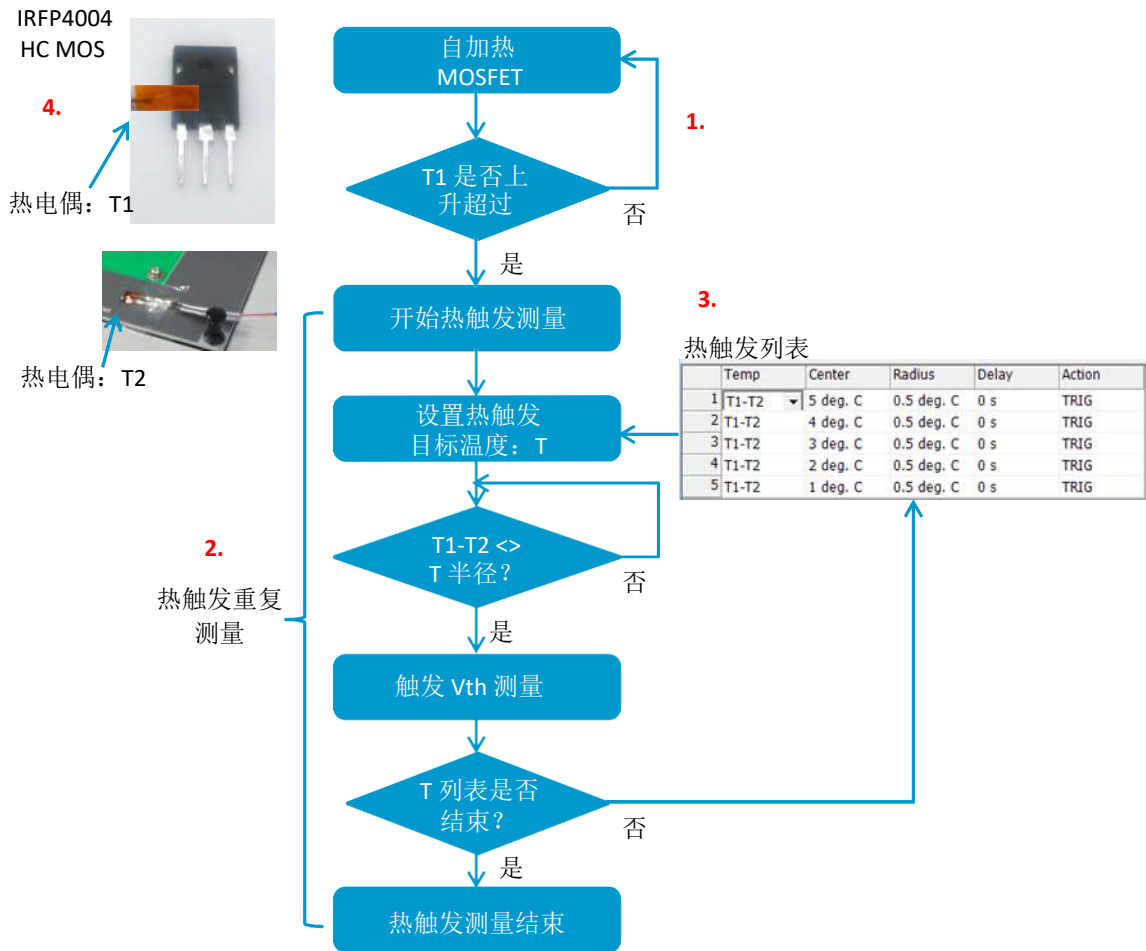 IRFP4004
HC MOS
4.
热电偶：T1
热电偶：T2
自加热
MOSFET
1.
T1 是否上
升超过
否
是
开始热触发测量
设置热触发
目标温度：T
3.
热触发列表
Temp Center Radius Delay Action
1 T1-T2 5 deg. C 0.5 deg. C 0 s TRIG
2 T1-T2 4 deg. C 0.5 deg. C 0 s TRIG
3 T1-T2 3 deg. C 0.5 deg. C 0 s TRIG
4 T1-T2 2 deg. C 0.5 deg. C 0 s TRIG
5 T1-T2 1 deg. C 0.5 deg. C 0 s TRIG
T1-T2 <>
T 半径？
否
是
2.
热触发重复
测量
触发 Vth 测量
T 列表是否
结束？
否
是
热触发测量结束